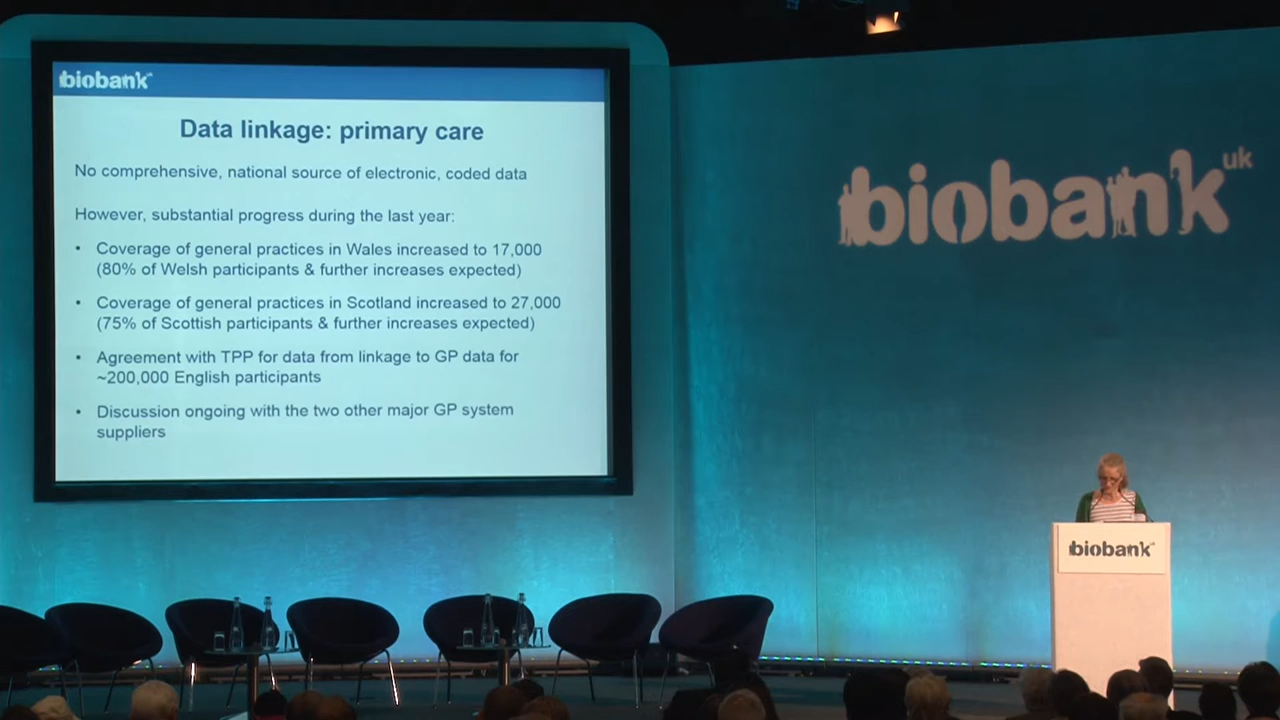 biobank
Data linkage: primary care
No comprehensive, national source of electronic, coded data
However, substantial progress during the last year:
• Coverage of general practices in Wales increased to 17,000
(80% of Welsh participants & further increases expected)
• Coverage of general practices in Scotland increased to 27,000
(75% of Scottish participants & further increases expected)
• Agreement with TPP for data from linkage to GP data for
~200,000 English participants
• Discussion ongoing with the two other major GP system
suppliers
biobank uk
biobank uk